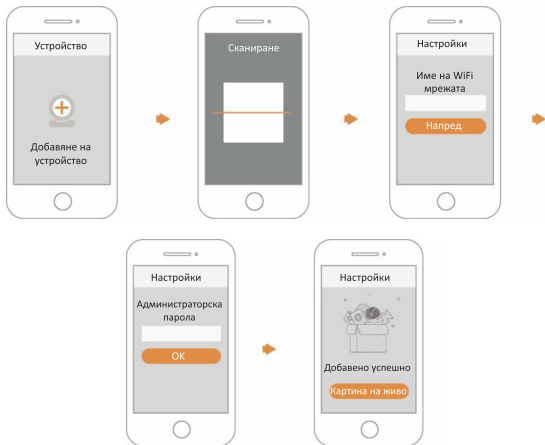 Устройство
Добавяне на
устройство
Сканиране
Настройки
Име на WiFi
мрежата
Напред
Настройки
Администраторска
парола
OK
Настройки
Добавено успешно
Картина на живо